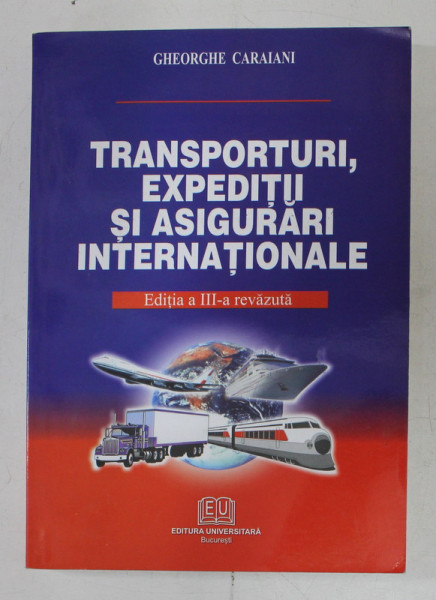 GHEORGHE CARAIANI
TRANSPORTURI,
EXPEDIȚII
ȘI ASIGURĂRI
INTERNAȚIONALE
Ediția a III-a revăzută
EU
EDITURA UNIVERSITARĂ
București